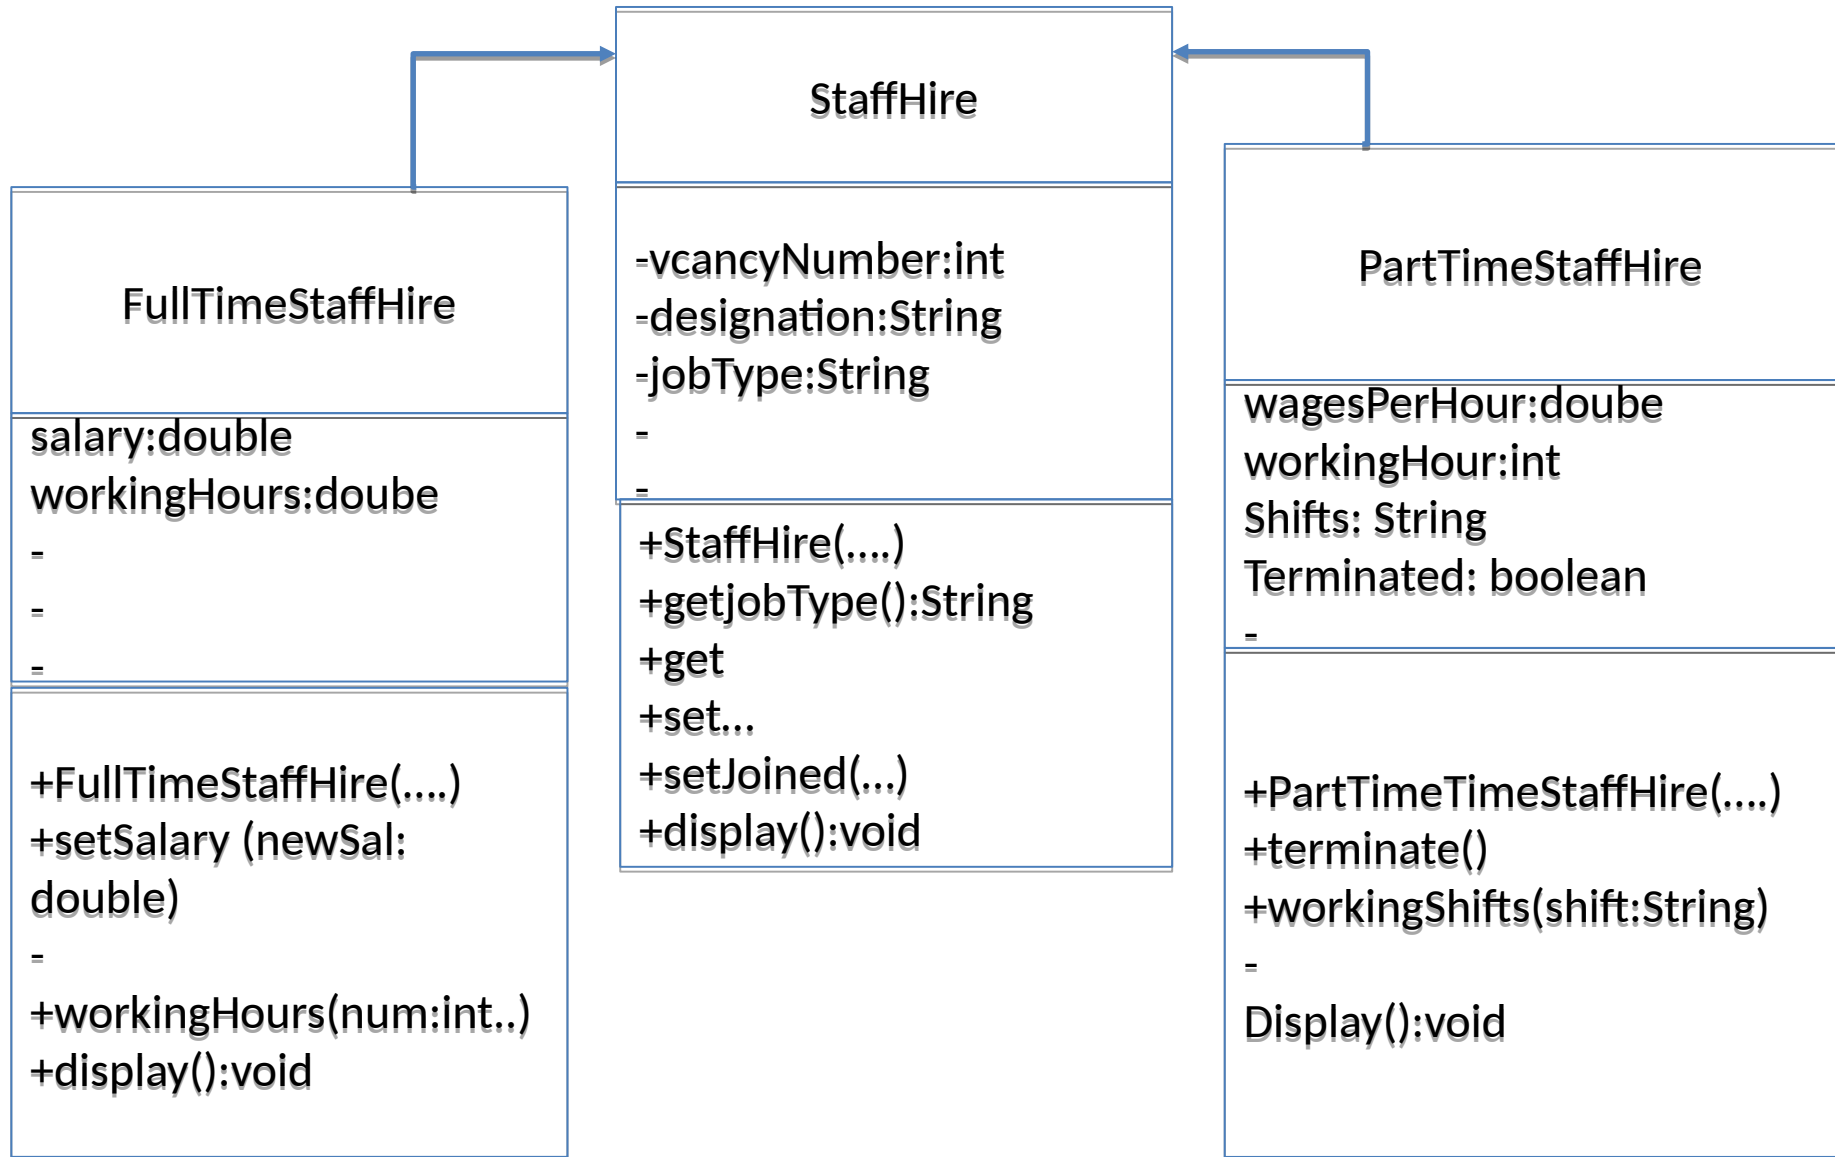 StaffHire
-vcancyNumber:int
-designation:String
-jobType:String
-
-
+StaffHire(....)
+getjobType():String
+get
+set...
+setJoined(...)
+display():void
FullTimeStaffHire
salary:double
workingHours:doube
-
-
-
+FullTimeStaffHire(....)
+setSalary (newSal:
double)
-
+workingHours(num:int..)
+display():void
PartTimeStaffHire
wagesPerHour:doube
workingHour:int
Shifts: String
Terminated: boolean
-
+PartTimeTimeStaffHire(....)
+terminate()
+workingShifts(shift:String)
-
Display():void